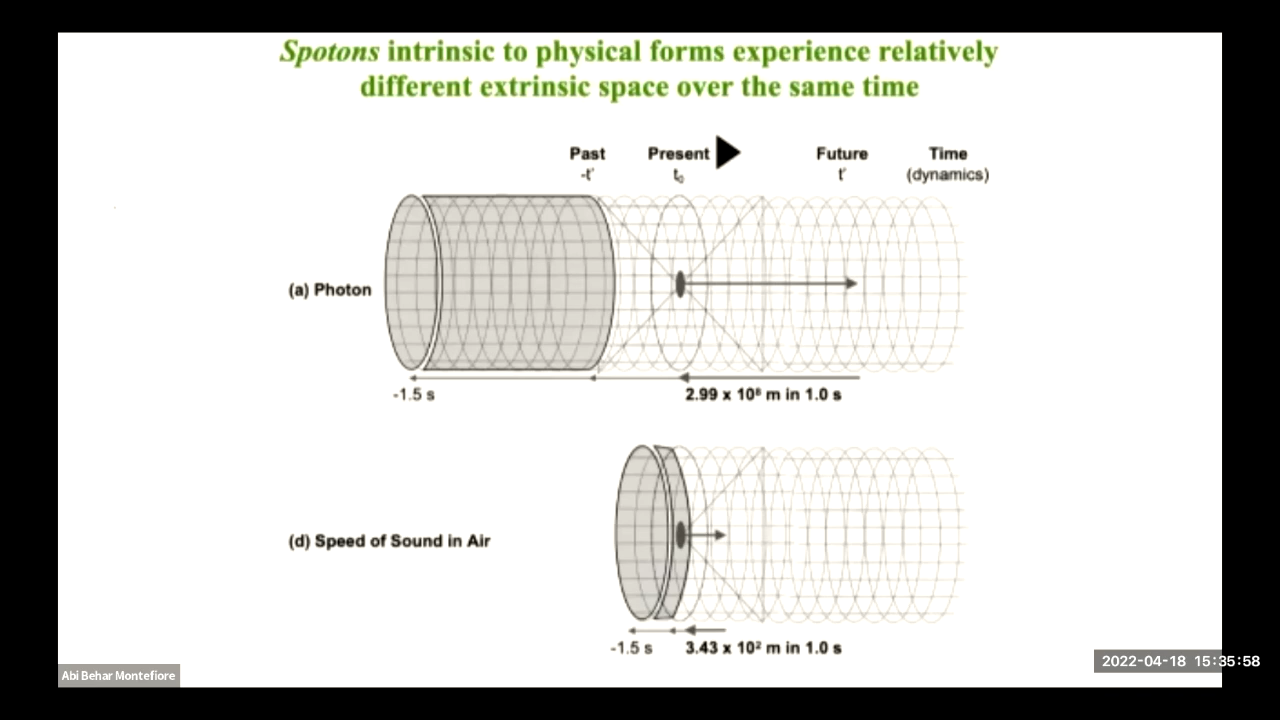 Spotons intrinsic to physical forms experience relatively
different extrinsic space over the same time
Past Present Future Time
-t' t₀ t' (dynamics)
(a) Photon
-1.5 s 2.99 x 10⁸ m in 1.0 s
(d) Speed of Sound in Air
-1.5 s 3.43 x 10² m in 1.0 s
2022-04-18 15:35:58
Abi Behar Montefiore